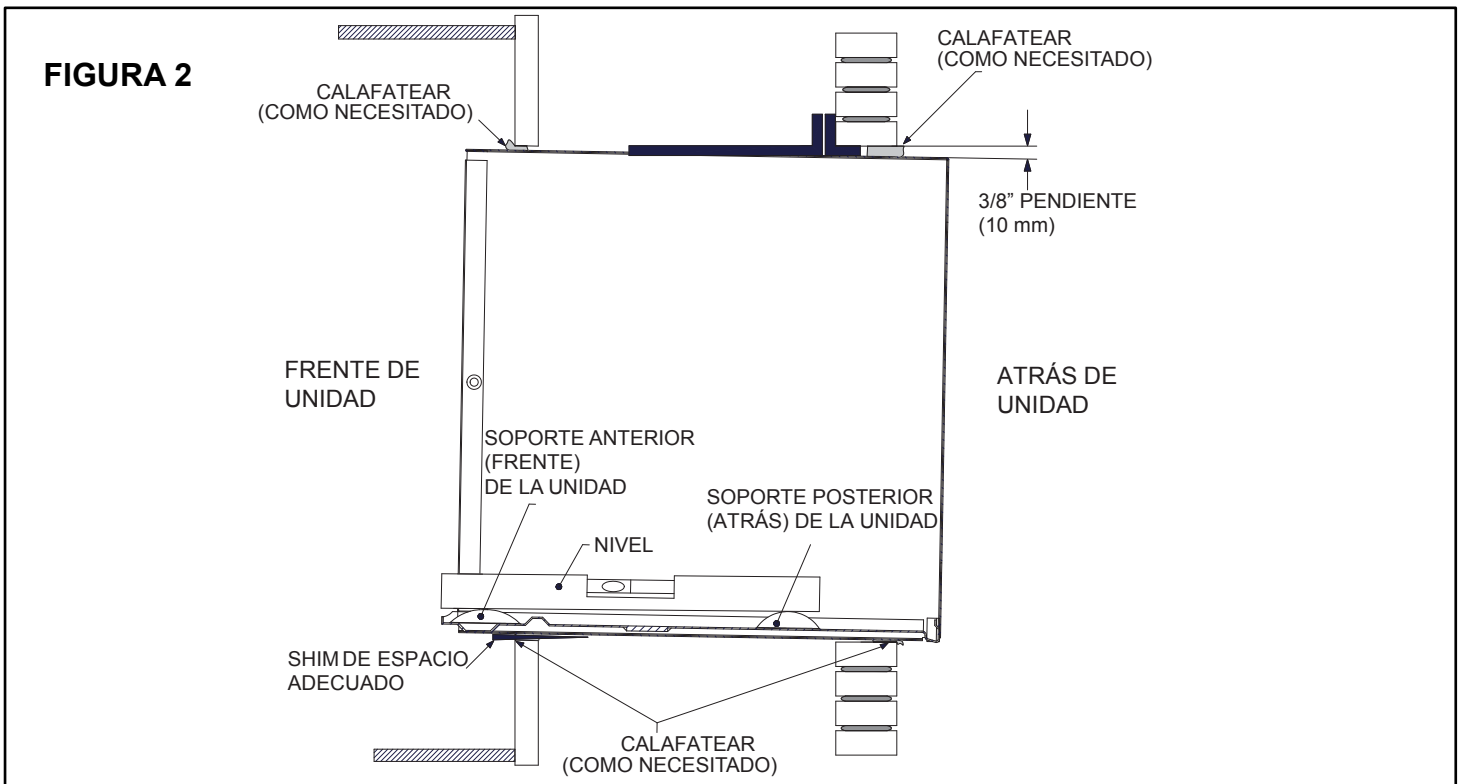 FIGURA 2
CALAFATEAR
(COMO NECESITADO)
CALAFATEAR
(COMO NECESITADO)
3/8” PENDIENTE
(10 mm)
FRENTE DE
UNIDAD
ATRÁS DE
UNIDAD
SOPORTE ANTERIOR
(FRENTE)
DE LA UNIDAD
SOPORTE POSTERIOR
(ATRÁS) DE LA UNIDAD
NIVEL
SHIM DE ESPACIO
ADECUADO
CALAFATEAR
(COMO NECESITADO)